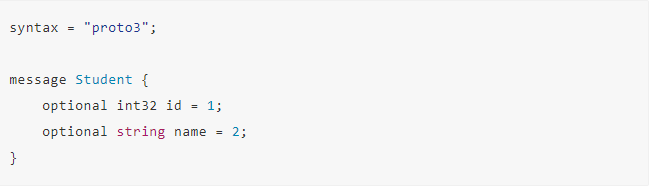 syntax = "proto3";
message Student {
    optional int32 id = 1;
    optional string name = 2;
}